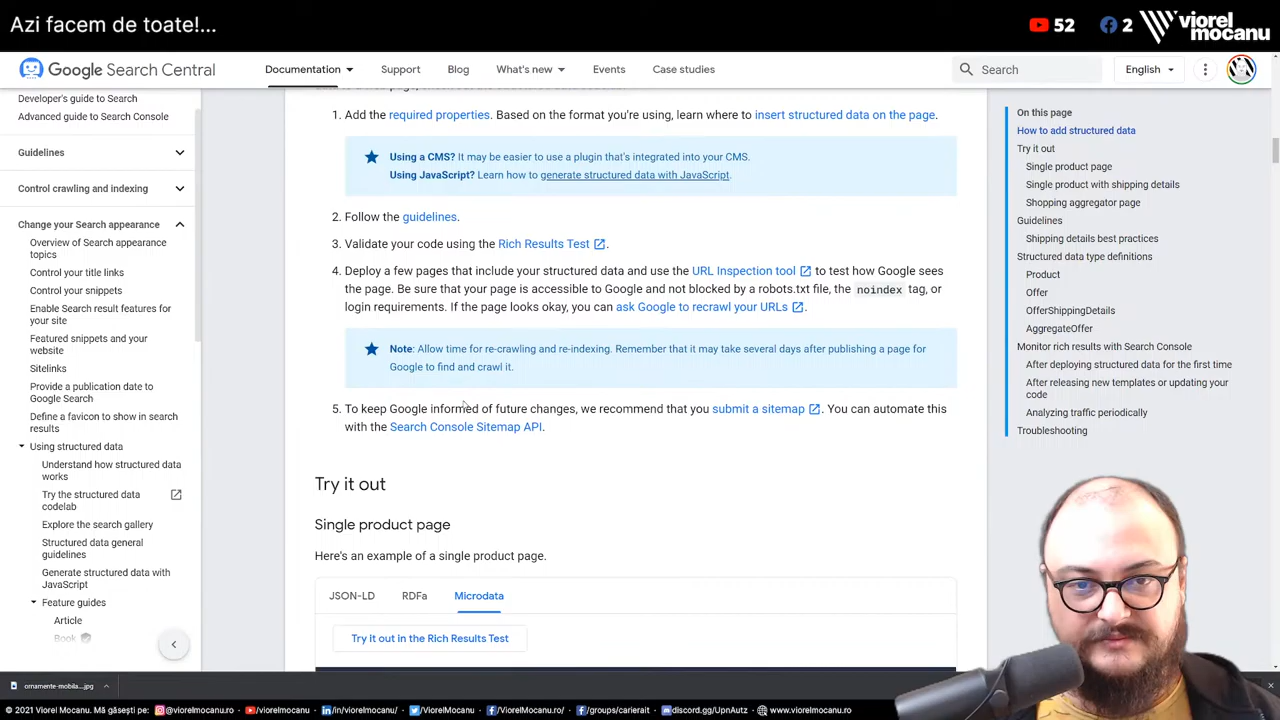 Azi facem de toate!...
52
2
viorel
mocanu
Google Search Central
Documentation
Support
Blog
What's new
Events
Case studies
Search
English
Developer's guide to Search
Advanced guide to Search Console
Guidelines
Control crawling and indexing
Change your Search appearance
Overview of Search appearance
topics
Control your title links
Control your snippets
Enable Search result features for
your site
Featured snippets and your
website
Sitelinks
Provide a publication date to
Google Search
Define a favicon to show in search
results
Using structured data
Understand how structured data
works
Try the structured data
codelab
Explore the search gallery
Structured data general
guidelines
Generate structured data with
JavaScript
Feature guides
Article
Book
1. Add the required properties. Based on the format you're using, learn where to insert structured data on the page.
Using a CMS? It may be easier to use a plugin that's integrated into your CMS.
Using JavaScript? Learn how to generate structured data with JavaScript.
2. Follow the guidelines.
3. Validate your code using the Rich Results Test.
4. Deploy a few pages that include your structured data and use the URL Inspection tool to test how Google sees
the page. Be sure that your page is accessible to Google and not blocked by a robots.txt file, the noindex tag, or
login requirements. If the page looks okay, you can ask Google to recrawl your URLs.
Note: Allow time for re-crawling and re-indexing. Remember that it may take several days after publishing a page for
Google to find and crawl it.
5. To keep Google informed of future changes, we recommend that you submit a sitemap. You can automate this
with the Search Console Sitemap API.
Try it out
Single product page
Here's an example of a single product page.
JSON-LD
RDFa
Microdata
Try it out in the Rich Results Test
On this page
How to add structured data
Try it out
Single product page
Single product with shipping details
Shopping aggregator page
Guidelines
Shipping details best practices
Structured data type definitions
Product
Offer
OfferShippingDetails
AggregateOffer
Monitor rich results with Search Console
After deploying structured data for the first time
After releasing new templates or updating your
code
Analyzing traffic periodically
Troubleshooting
ornamente-mobila....jpg
© 2021 Viorel Mocanu. Mă găsești pe: @viorelmocanu.ro /viorelmocanu /in/viorelmocanu/ /ViorelMocanu /ViorelMocanu.ro/ /groups/carierait discord.gg/UpnAutz www.viorelmocanu.ro